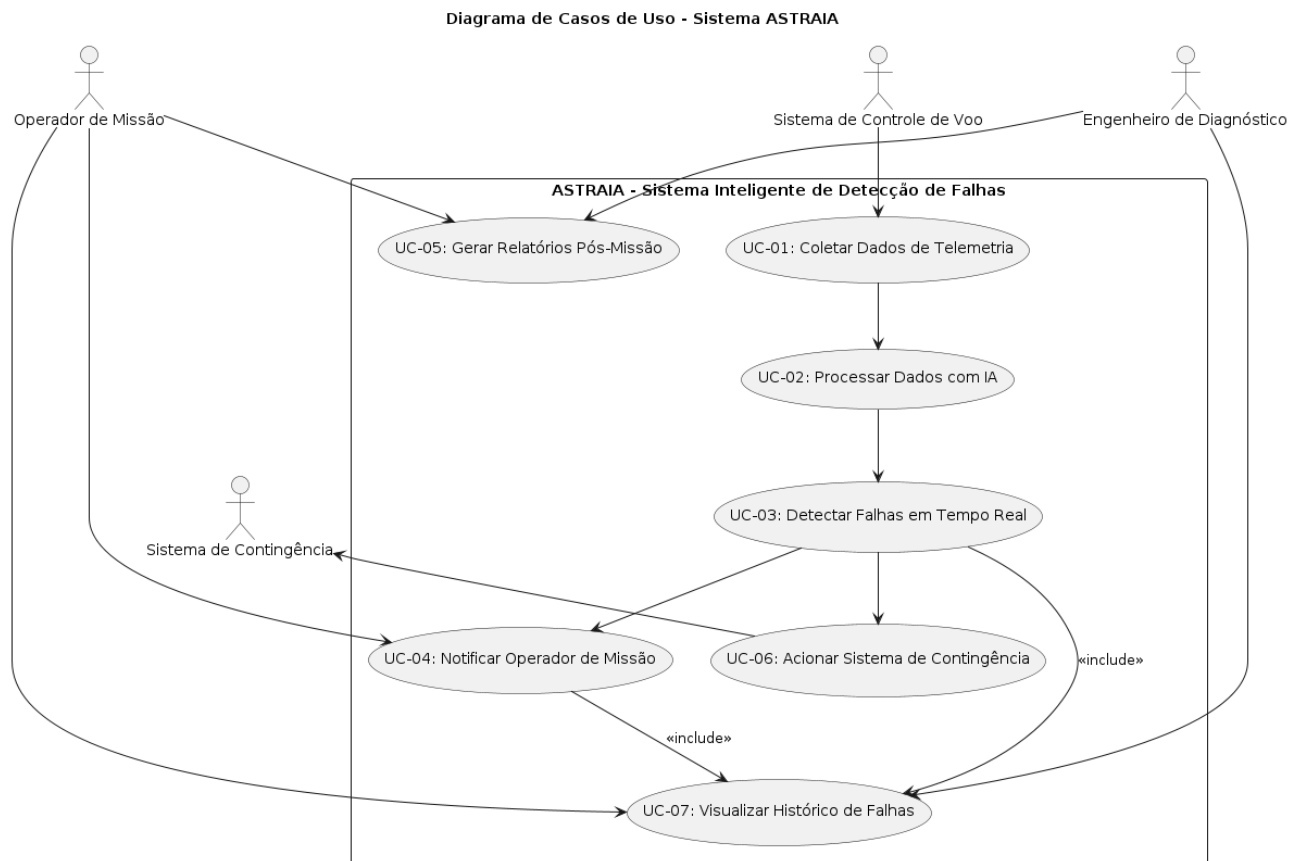 Diagrama de Casos de Uso - Sistema ASTRAIA
Operador de Missão
Sistema de Controle de Voo
Engenheiro de Diagnóstico
ASTRAIA - Sistema Inteligente de Detecção de Falhas
UC-05: Gerar Relatórios Pós-Missão
UC-01: Coletar Dados de Telemetria
UC-02: Processar Dados com IA
UC-03: Detectar Falhas em Tempo Real
Sistema de Contingência
UC-04: Notificar Operador de Missão
UC-06: Acionar Sistema de Contingência
«include»
«include»
UC-07: Visualizar Histórico de Falhas